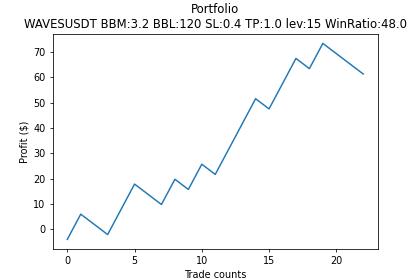 Portfolio
WAVESUSDT BBM:3.2 BBL:120 SL:0.4 TP:1.0 lev:15 WinRatio:48.0
70
60
50
40
30
20
10
0
Profit ($)
0 5 10 15 20
Trade counts